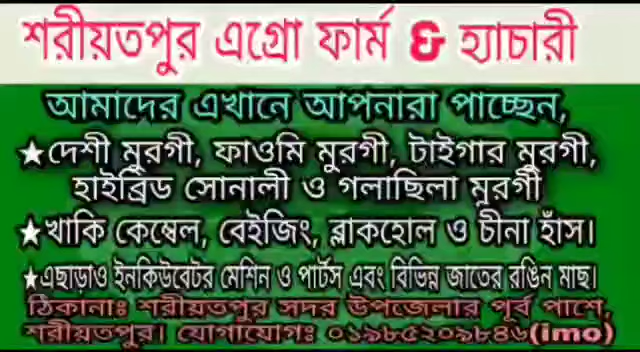 শরীয়তপুর এগ্রো ফার্ম & হ্যাচারী
আমাদের এখানে আপনারা পাচ্ছেন,
★দেশী মুরগী, ফাওমি মুরগী, টাইগার মুরগী,
হাইব্রিড সোনালী ও গলাছিলা মুরগী
★খাকি কেম্বেল, বেইজিং, ব্লাকহোল ও চীনা হাঁস।
★এছাড়াও ইনকিউবেটর মেশিন ও পার্টস এবং বিভিন্ন জাতের রঙিন মাছ।
ঠিকানাঃ শরীয়তপুর সদর উপজেলার পূর্ব পাশে,
শরীয়তপুর। যোগাযোগঃ ০১৯৮৫২০৯৮৪৬(imo)